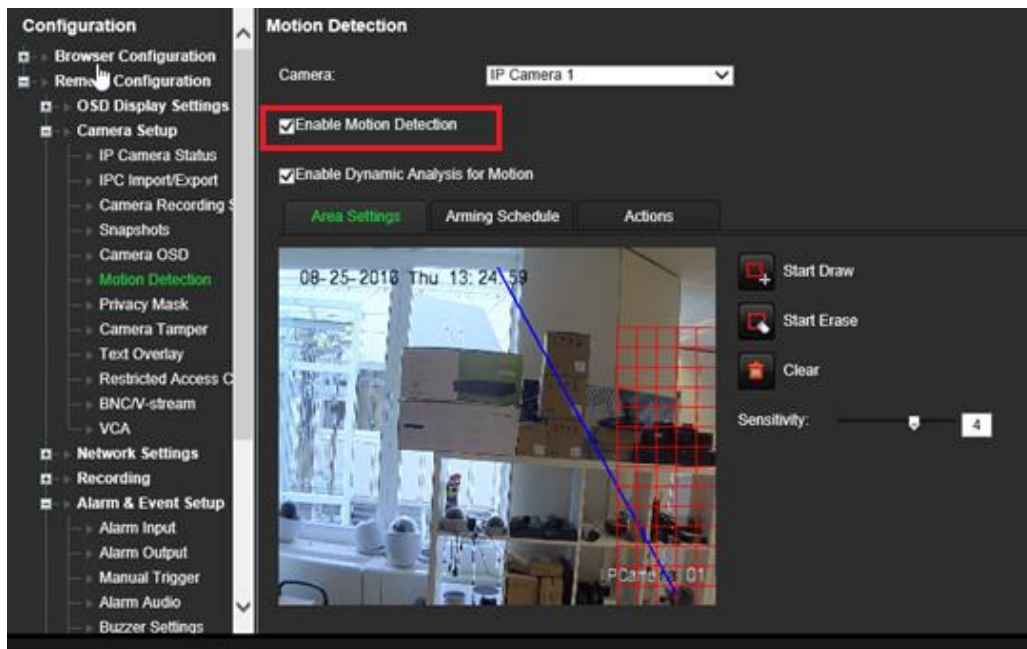 Configuration
Browser Configuration
Remote Configuration
OSD Display Settings
Camera Setup
IP Camera Status
IPC Import/Export
Camera Recording S
Snapshots
Camera OSD
Motion Detection
Privacy Mask
Camera Tamper
Text Overlay
Restricted Access C
BNC/V-stream
VCA
Network Settings
Recording
Alarm & Event Setup
Alarm Input
Alarm Output
Manual Trigger
Alarm Audio
Buzzer Settings
Motion Detection
Camera: IP Camera 1
Enable Motion Detection
Enable Dynamic Analysis for Motion
Area Settings Arming Schedule Actions
08-25-2016 Thu 13:24:59
IPCamera 01
Start Draw
Start Erase
Clear
Sensitivity: 4